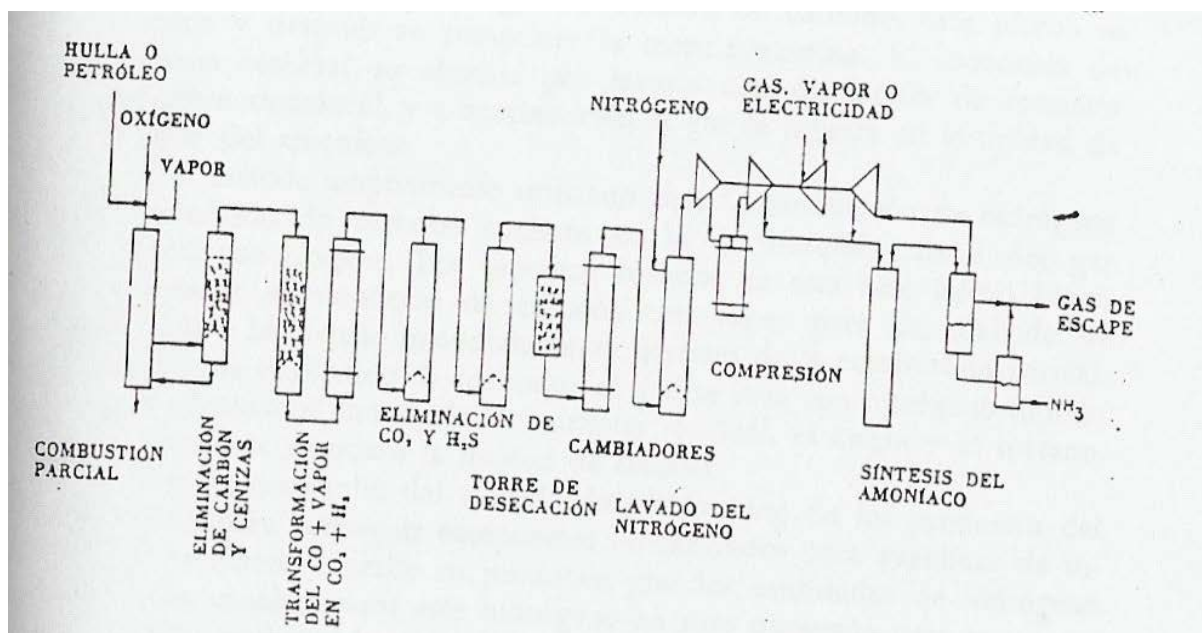 HULLA O
PETRÓLEO
OXÍGENO
VAPOR
NITRÓGENO
GAS, VAPOR O
ELECTRICIDAD
GAS DE
ESCAPE
NH₃
COMPRESIÓN
SÍNTESIS DEL
AMONÍACO
COMBUSTIÓN
PARCIAL
ELIMINACIÓN
DE CARBÓN
Y CENIZAS
TRANSFORMACIÓN
DEL CO + VAPOR
EN CO₂ + H₂
ELIMINACIÓN DE
CO₂ Y H₂S
TORRE DE
DESECACIÓN
CAMBIADORES
LAVADO DEL
NITRÓGENO